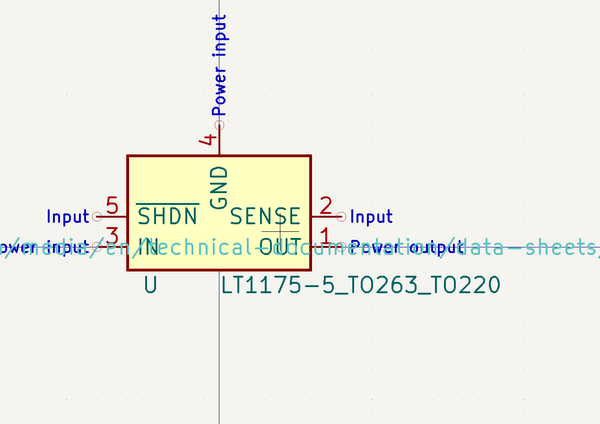 Power input
4
GND
5
Input
SHDN
SENSE
2
Input
ower input
3
IN
OUT
1
Power output
/media/en/technical-documentation/data-sheets/
U
LT1175-5_TO263_TO220